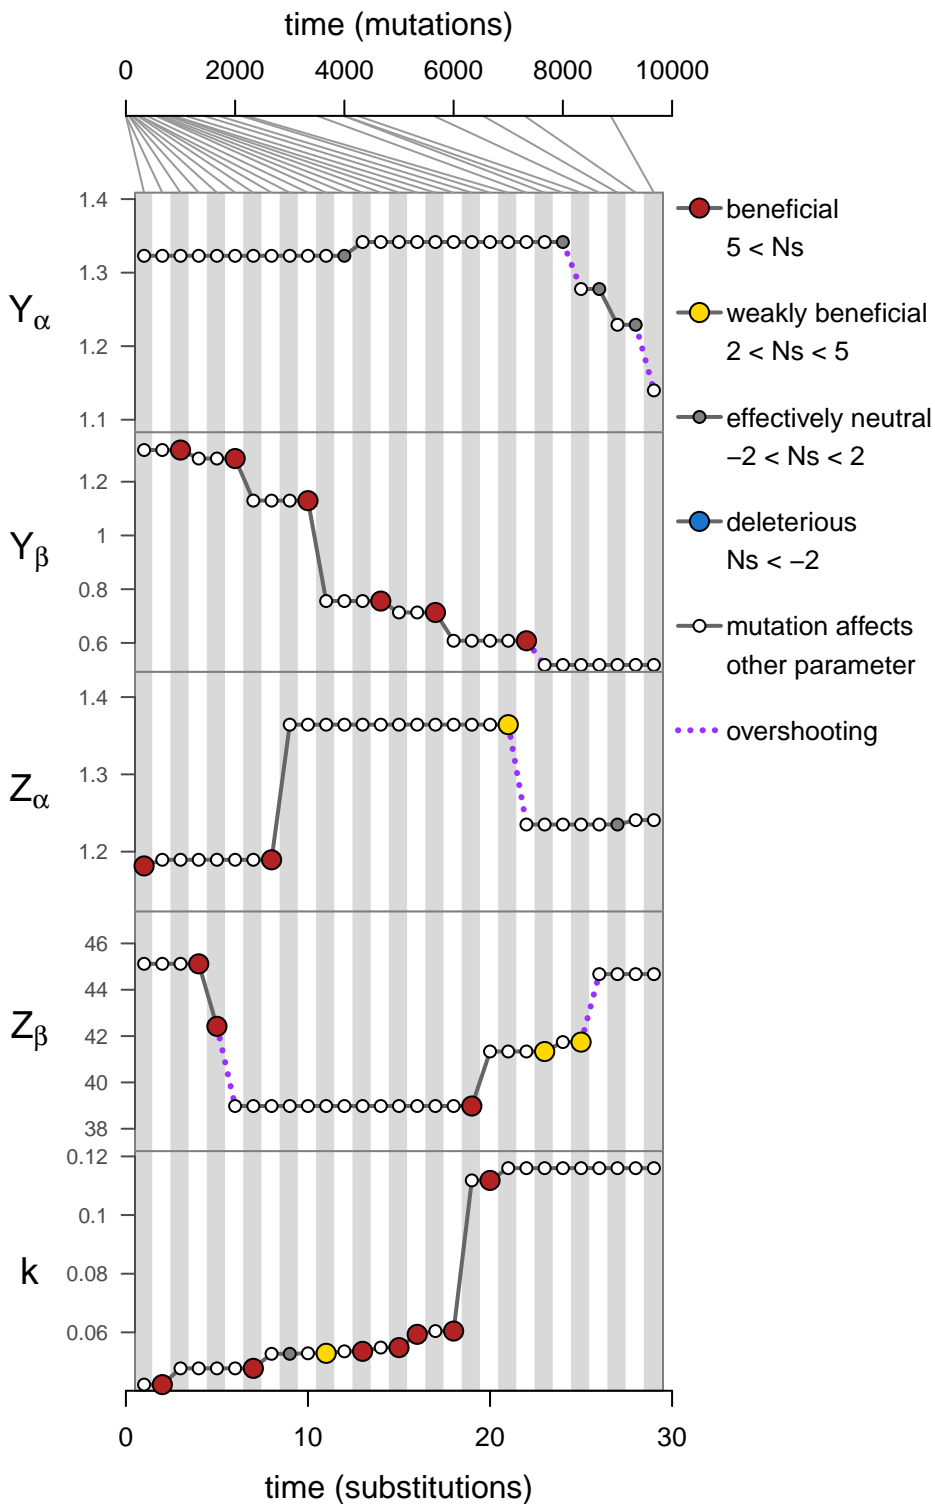 time (mutations)
0 2000 4000 6000 8000 10000
1.4
1.3
1.2
1.1
Yα
beneficial
5 < Ns
weakly beneficial
2 < Ns < 5
effectively neutral
−2 < Ns < 2
deleterious
Ns < −2
mutation affects
other parameter
overshooting
1.2
1
0.8
0.6
Yβ
1.4
1.3
1.2
Zα
46
44
42
40
38
Zβ
0.12
0.1
0.08
0.06
k
0 10 20 30
time (substitutions)